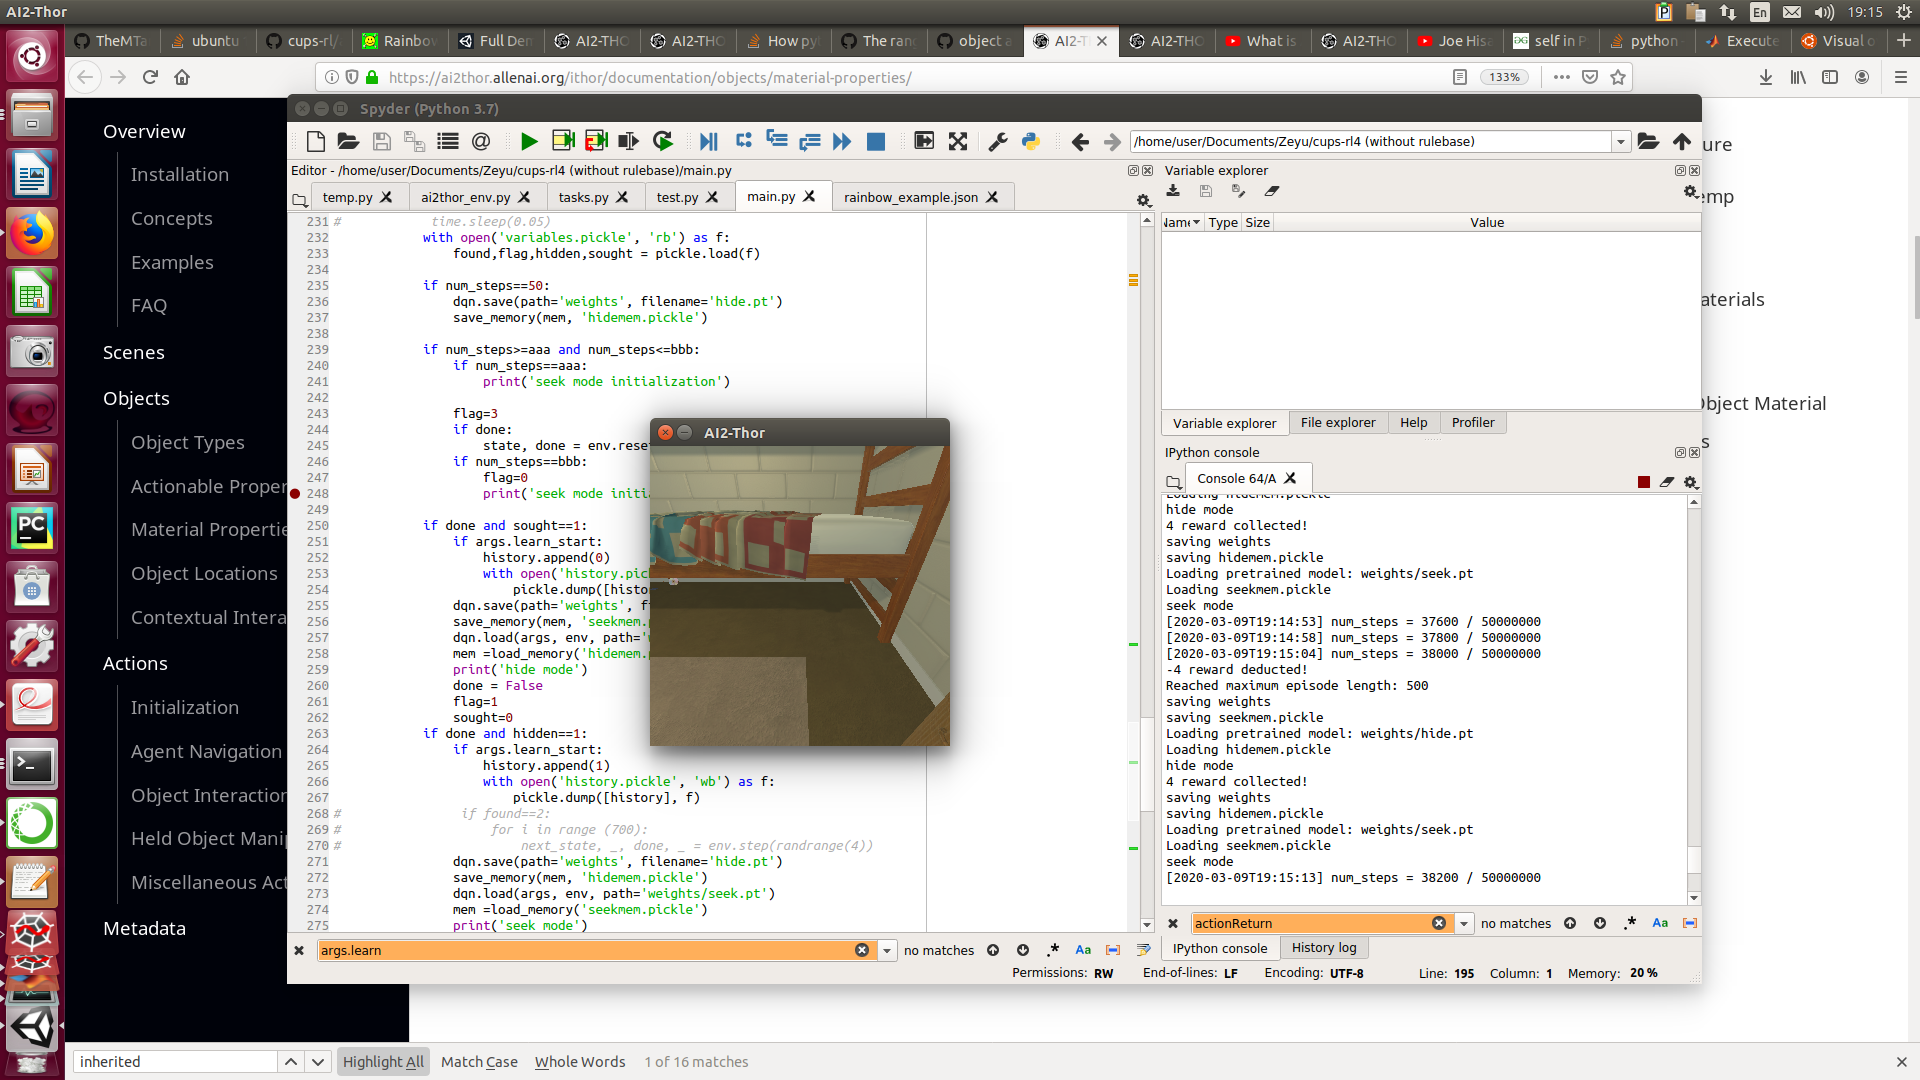 AI2-Thor
En
19:15
TheMTa
ubuntu
cups-rl/
Rainbow
Full Den
AI2-THO
AI2-THO
How py
The ran
object a
AI2-T
AI2-THO
What is
AI2-THO
Joe Hisa
self in P
python
Execute
Visual o
https://ai2thor.allenai.org/ithor/documentation/objects/material-properties/
133%
Overview
Installation
Concepts
Examples
FAQ
Scenes
Objects
Object Types
Actionable Proper
Material Propertie
Object Locations
Contextual Intera
Actions
Initialization
Agent Navigation
Object Interaction
Held Object Mani
Miscellaneous Act
Metadata
Spyder (Python 3.7)
/home/user/Documents/Zeyu/cups-rl4 (without rulebase)
Editor - /home/user/Documents/Zeyu/cups-rl4 (without rulebase)/main.py
temp.py
ai2thor_env.py
tasks.py
test.py
main.py
rainbow_example.json
231 # time.sleep(0.05)
232 with open('variables.pickle', 'rb') as f:
233 found,flag,hidden,sought = pickle.load(f)
234
235 if num_steps==50:
236 dqn.save(path='weights', filename='hide.pt')
237 save_memory(mem, 'hidemem.pickle')
238
239 if num_steps>=aaa and num_steps<=bbb:
240 if num_steps==aaa:
241 print('seek mode initialization')
242
243 flag=3
244 if done:
245 state, done = env.rese
246 if num_steps==bbb:
247 flag=0
248 print('seek mode initi
249
250 if done and sought==1:
251 if args.learn_start:
252 history.append(0)
253 with open('history.pic
254 pickle.dump([histo
255 dqn.save(path='weights', f
256 save_memory(mem, 'seekmem.
257 dqn.load(args, env, path='
258 mem =load_memory('hidemem.
259 print('hide mode')
260 done = False
261 flag=1
262 sought=0
263 if done and hidden==1:
264 if args.learn_start:
265 history.append(1)
266 with open('history.pickle', 'wb') as f:
267 pickle.dump([history], f)
268 # if found==2:
269 # for i in range (700):
270 # next_state, _, done, _ = env.step(randrange(4))
271 dqn.save(path='weights', filename='hide.pt')
272 save_memory(mem, 'hidemem.pickle')
273 dqn.load(args, env, path='weights/seek.pt')
274 mem =load_memory('seekmem.pickle')
275 print('seek mode')
AI2-Thor
args.learn
no matches
Aa
Permissions: RW
End-of-lines: LF
Encoding: UTF-8
Line: 195
Column: 1
Memory: 20 %
Variable explorer
Name
Type
Size
Value
Variable explorer
File explorer
Help
Profiler
IPython console
Console 64/A
Loading hidemem.pickle
hide mode
4 reward collected!
saving weights
saving hidemem.pickle
Loading pretrained model: weights/seek.pt
Loading seekmem.pickle
seek mode
[2020-03-09T19:14:53] num_steps = 37600 / 50000000
[2020-03-09T19:14:58] num_steps = 37800 / 50000000
[2020-03-09T19:15:04] num_steps = 38000 / 50000000
-4 reward deducted!
Reached maximum episode length: 500
saving weights
saving seekmem.pickle
Loading pretrained model: weights/hide.pt
Loading hidemem.pickle
hide mode
4 reward collected!
saving weights
saving hidemem.pickle
Loading pretrained model: weights/seek.pt
Loading seekmem.pickle
seek mode
[2020-03-09T19:15:13] num_steps = 38200 / 50000000
actionReturn
no matches
Aa
IPython console
History log
ure
emp
aterials
Object Material
s
inherited
Highlight All
Match Case
Whole Words
1 of 16 matches